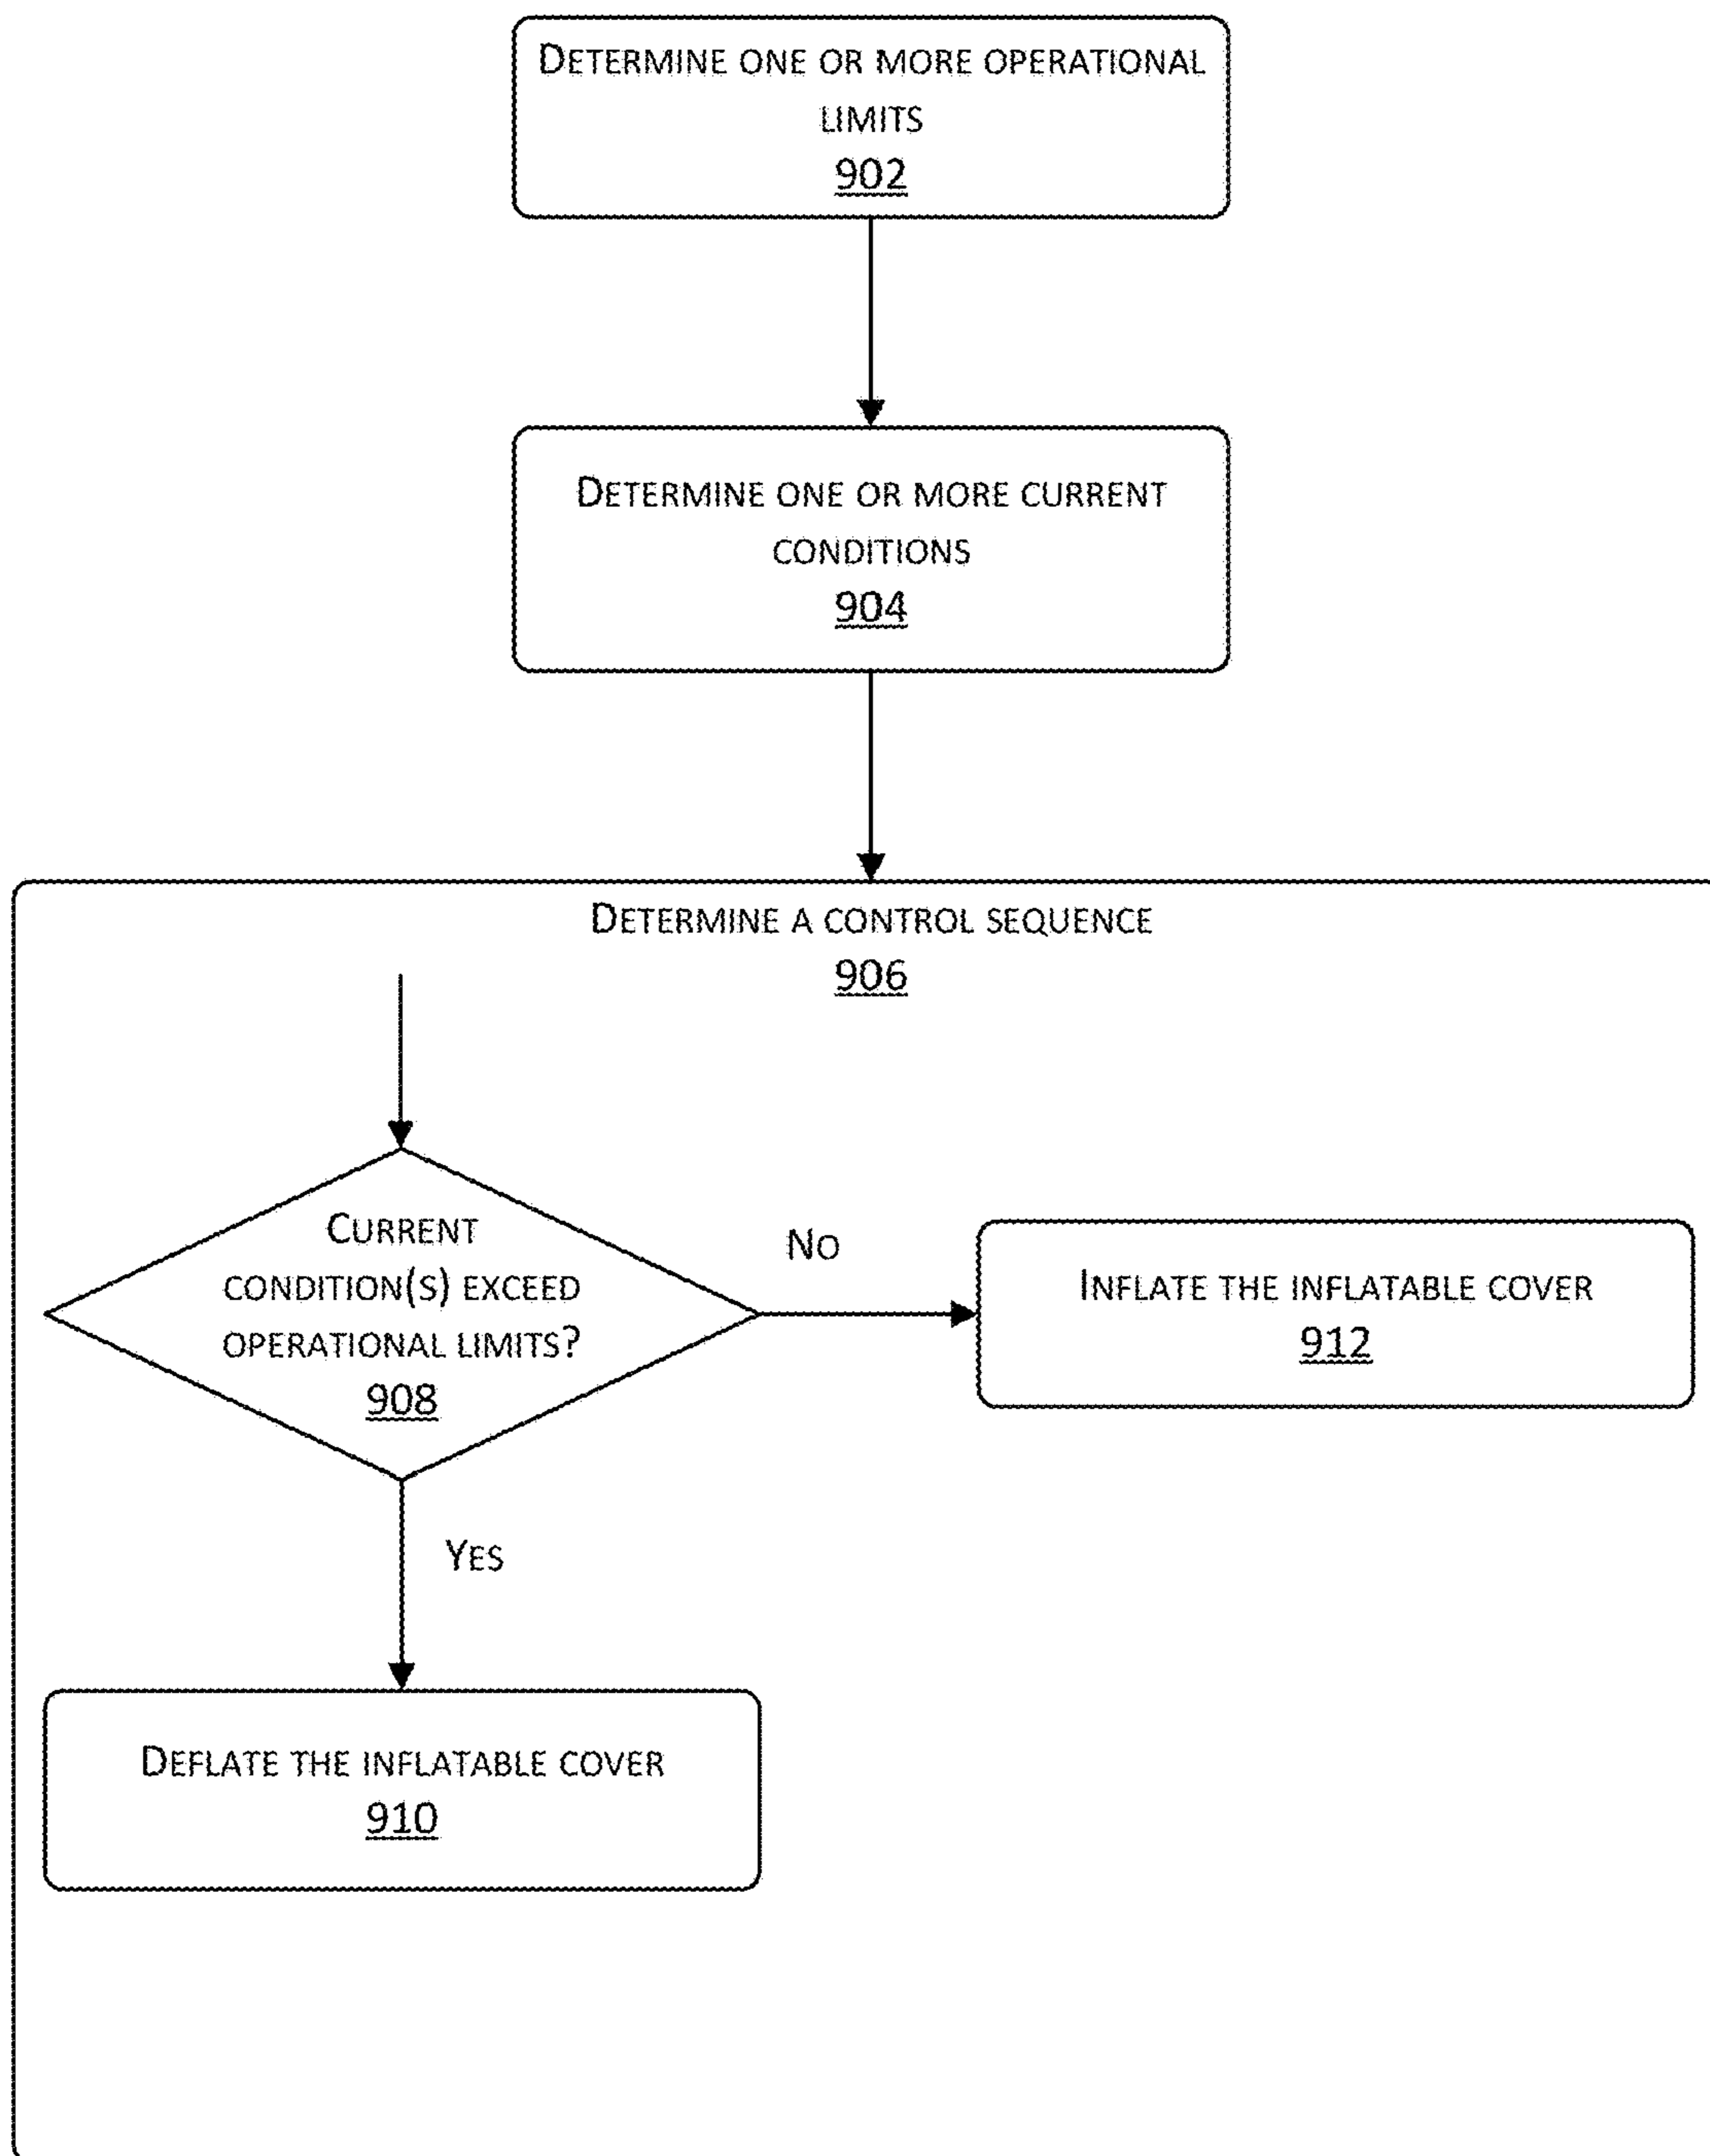 DETERMINE ONE OR MORE OPERATIONAL
LIMITS
902
DETERMINE ONE OR MORE CURRENT
CONDITIONS
904
DETERMINE A CONTROL SEQUENCE
906
CURRENT
CONDITION(S) EXCEED
OPERATIONAL LIMITS?
908
NO
INFLATE THE INFLATABLE COVER
912
YES
DEFLATE THE INFLATABLE COVER
910